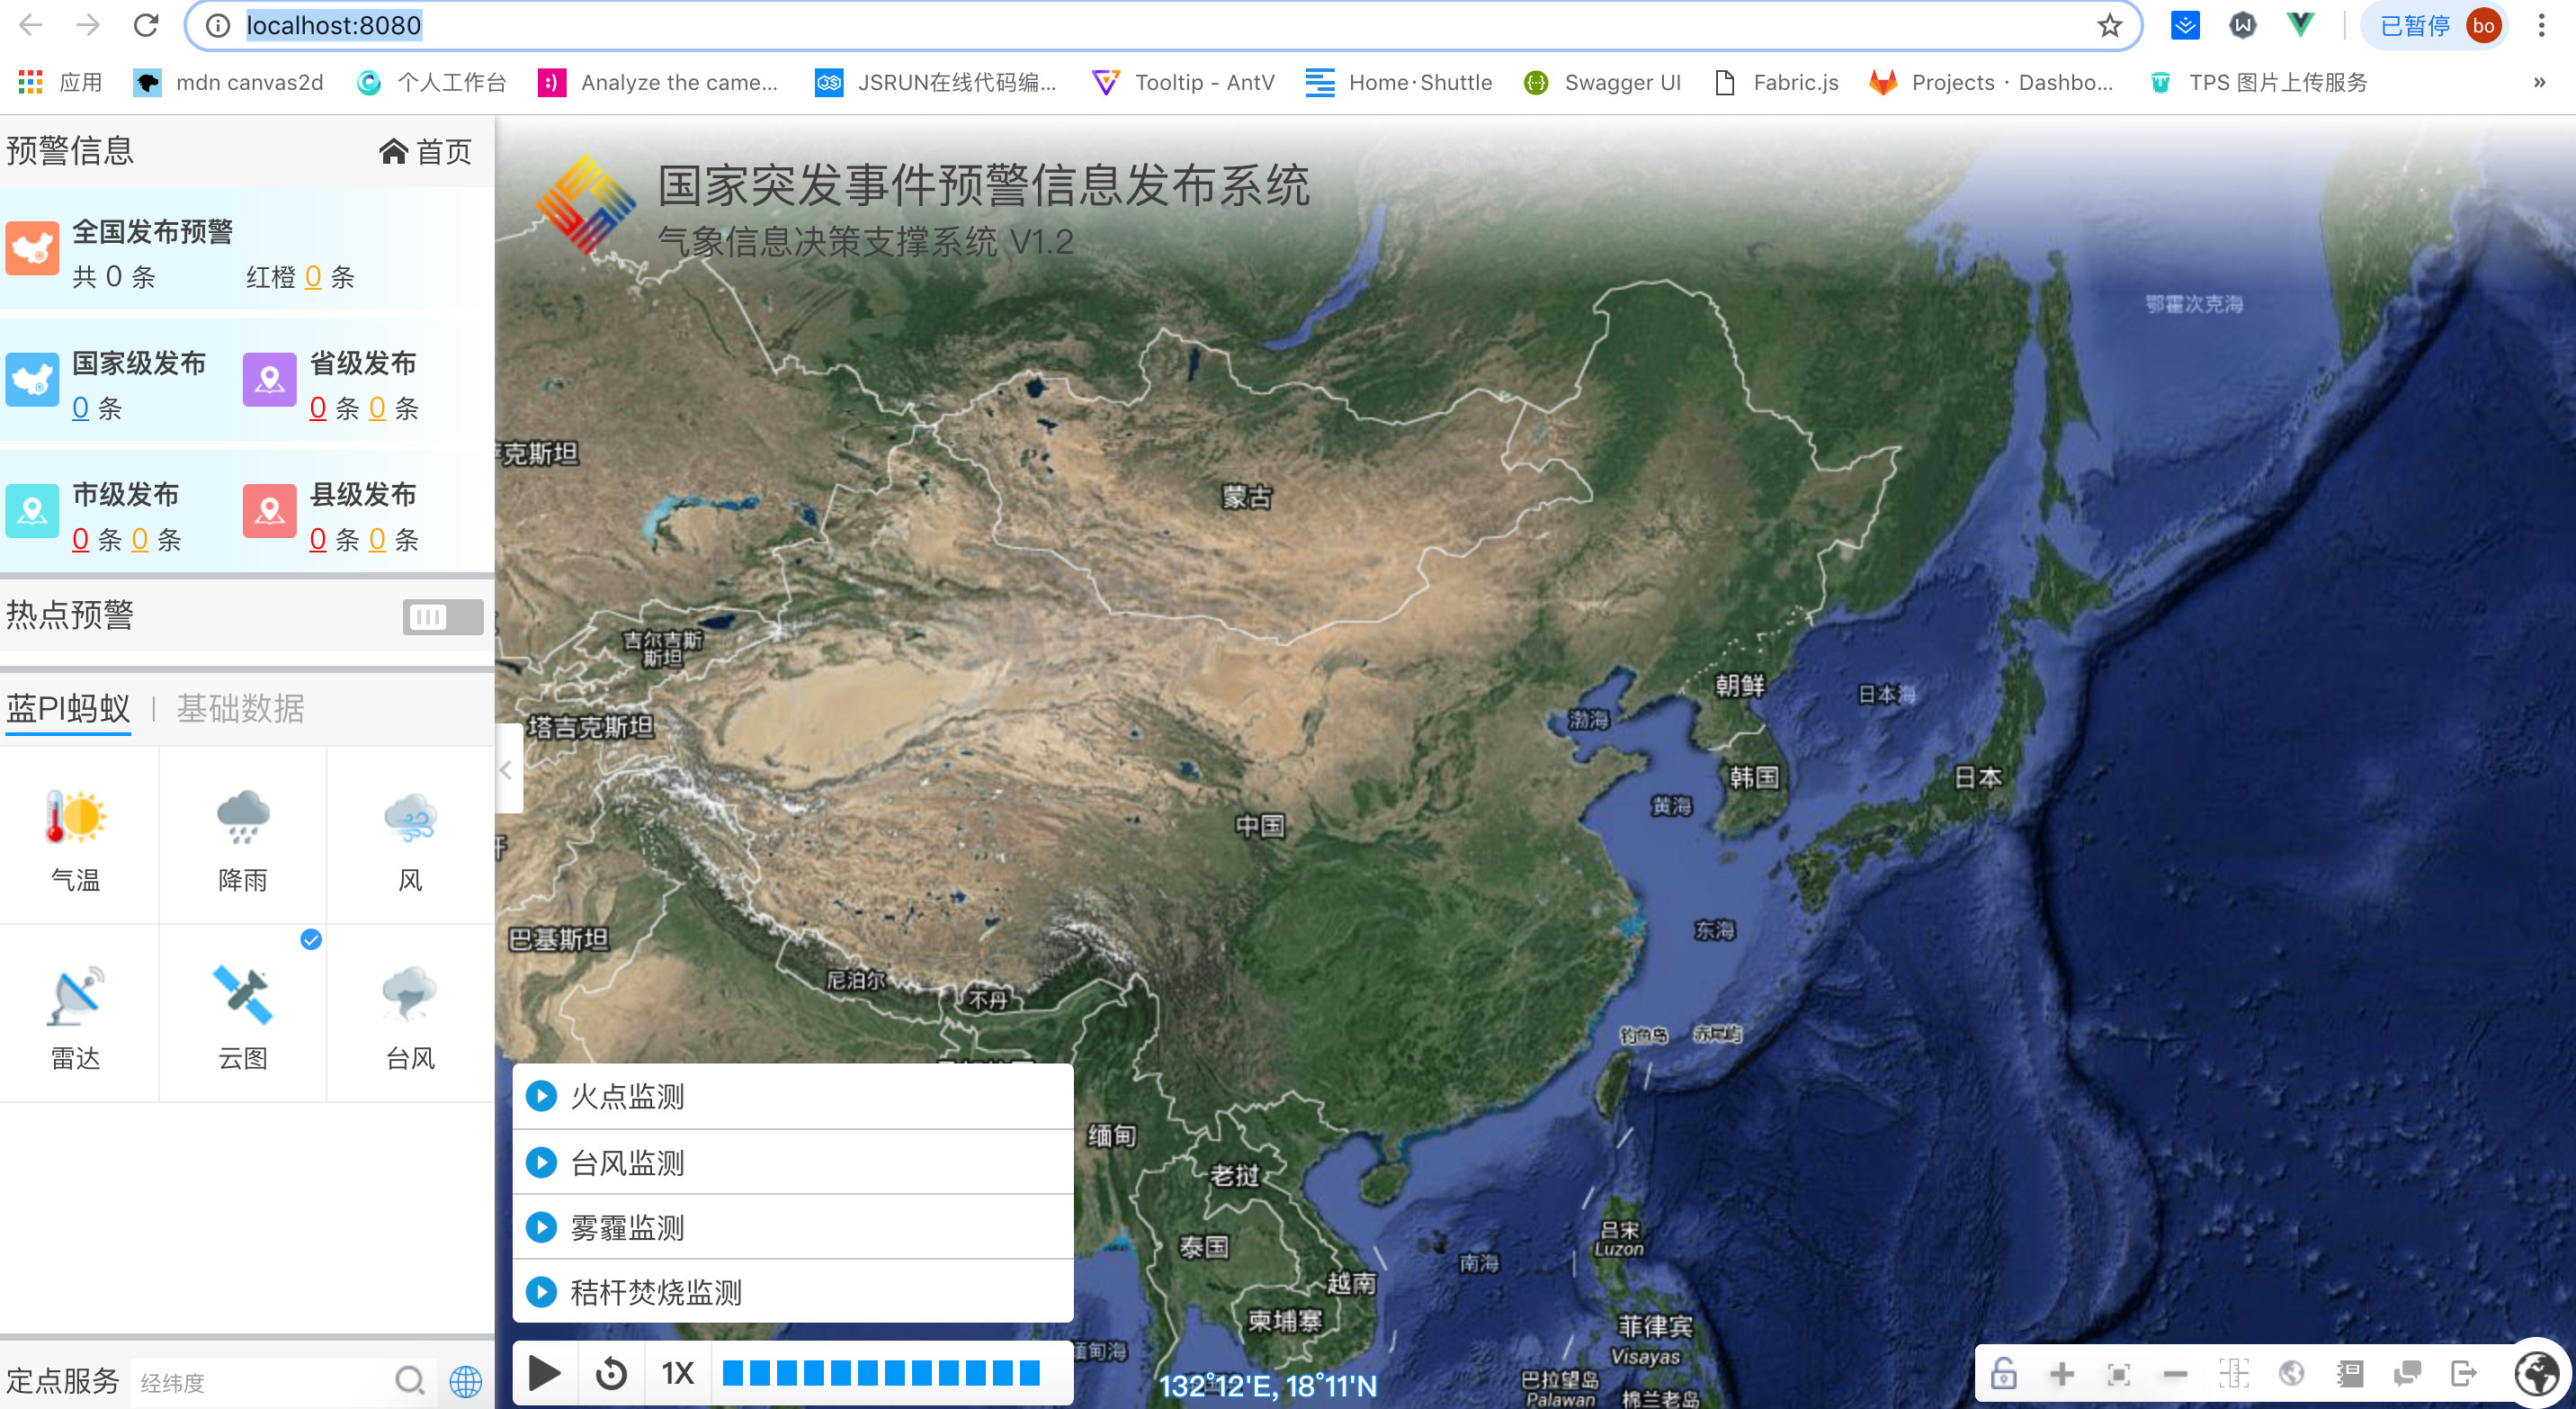 localhost:8080
已暂停 bo
应用 mdn canvas2d 个人工作台 Analyze the came... JSRUN在线代码编... Tooltip - AntV Home·Shuttle Swagger UI Fabric.js Projects · Dashbo... TPS 图片上传服务 »
预警信息 首页
全国发布预警
共 0 条 红橙 0 条
国家级发布 省级发布
0 条 0 条 0 条
市级发布 县级发布
0 条 0 条 0 条 0 条
热点预警
蓝PI蚂蚁 | 基础数据
气温 降雨 风
雷达 云图 台风
定点服务 经纬度
国家突发事件预警信息发布系统
气象信息决策支撑系统 V1.2
鄂霍次克海
克斯坦
蒙古
吉尔吉斯
斯坦
朝鲜
日本海
渤海
塔吉克斯坦
韩国
日本
黄海
中国
东海
巴基斯坦
尼泊尔
不丹
钓鱼岛 赤尾屿
火点监测
台风监测
雾霾监测
秸秆焚烧监测
缅甸
老挝
泰国
吕宋
Luzon
南海
越南
柬埔寨
菲律宾
Visayas
缅甸海
巴拉望岛
Palawan
棉兰老岛
1X
132°12'E, 18°11'N